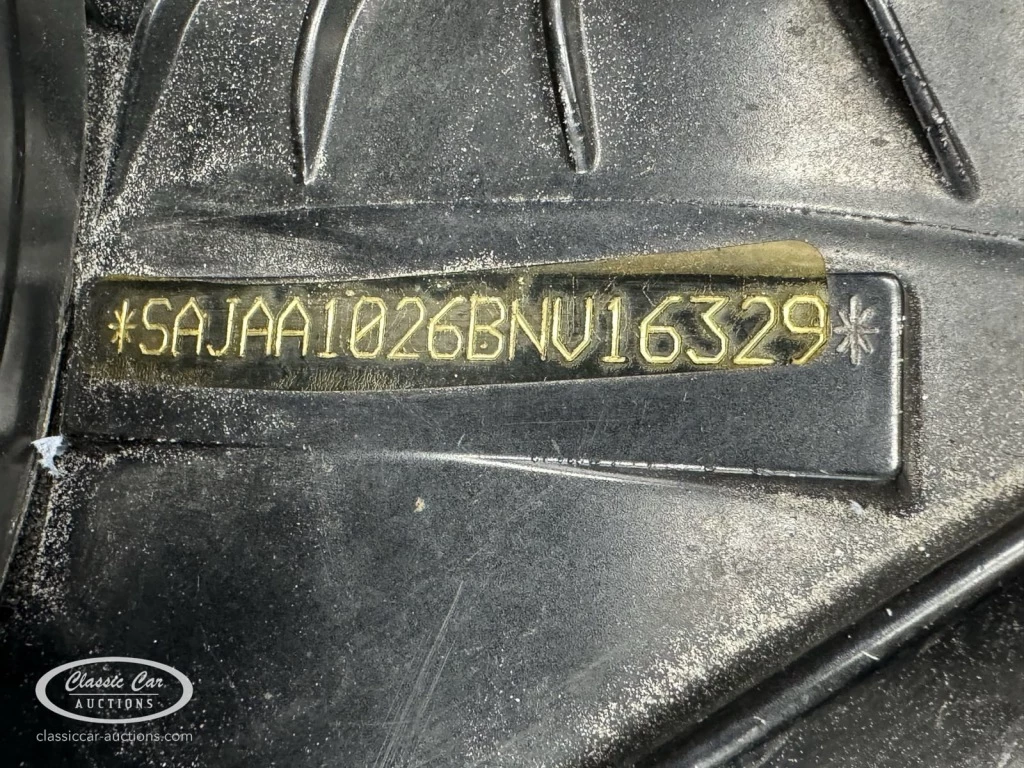 *SAJAA1026BNV16329*
Classic Car
AUCTIONS
classiccar-auctions.com